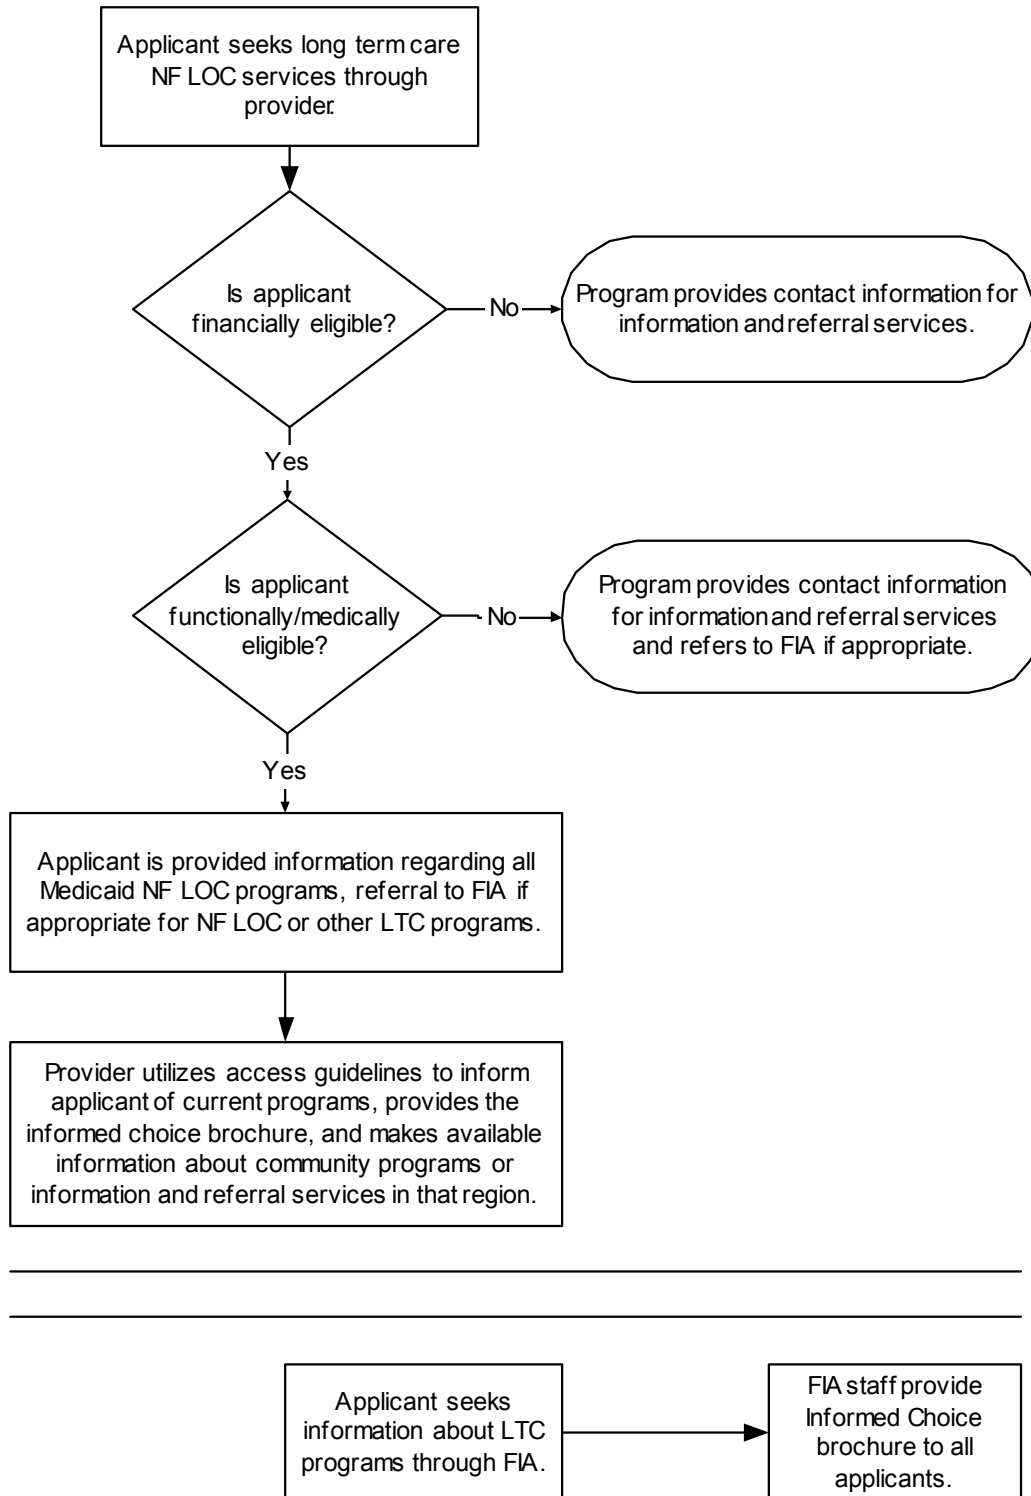 Applicant seeks long term care
NF LOC services through
provider.
Is applicant
financially eligible?
No
Program provides contact information for
information and referral services.
Yes
Is applicant
functionally/medically
eligible?
No
Program provides contact information
for information and referral services
and refers to FIA if appropriate.
Yes
Applicant is provided information regarding all
Medicaid NF LOC programs, referral to FIA if
appropriate for NF LOC or other LTC programs.
Provider utilizes access guidelines to inform
applicant of current programs, provides the
informed choice brochure, and makes available
information about community programs or
information and referral services in that region.
Applicant seeks
information about LTC
programs through FIA.
FIA staff provide
Informed Choice
brochure to all
applicants.